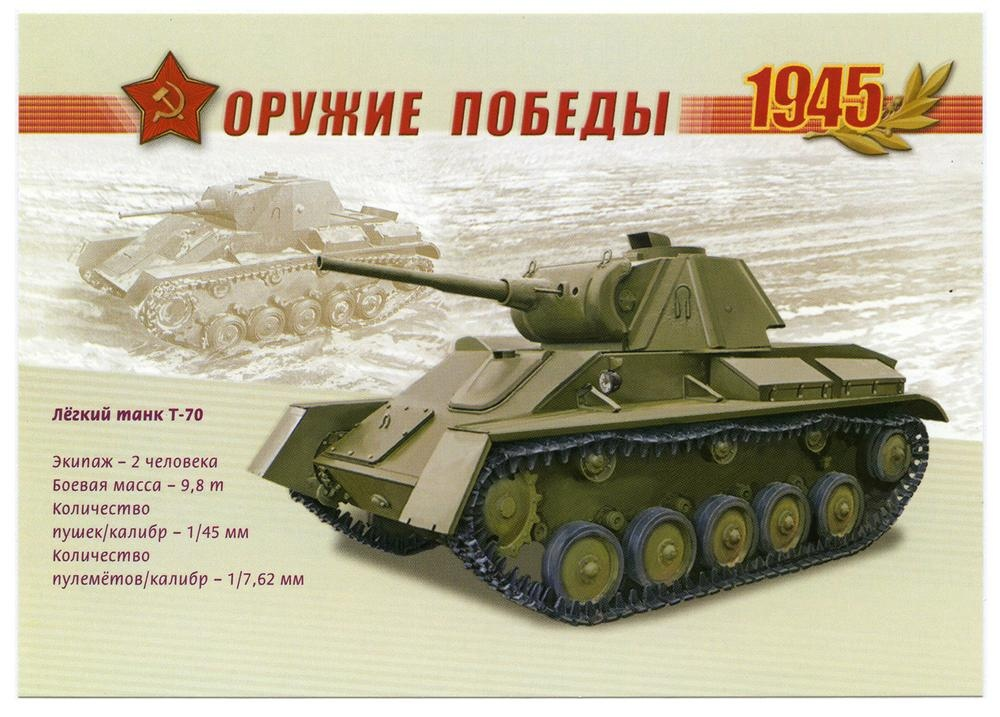 ОРУЖИЕ ПОБЕДЫ
1945
Лёгкий танк Т-70
Экипаж – 2 человека
Боевая масса – 9,8 т
Количество
пушек/калибр – 1/45 мм
Количество
пулемётов/калибр – 1/7,62 мм